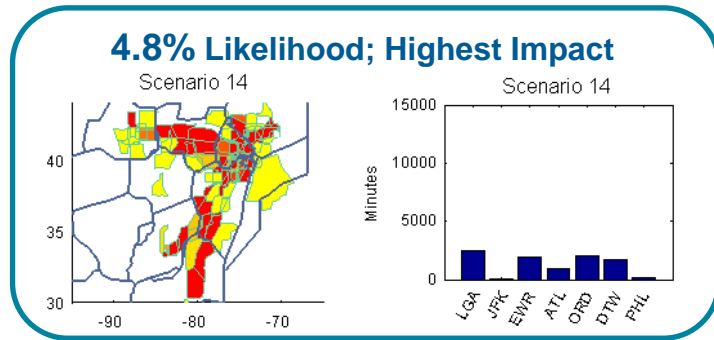 4.8% Likelihood; Highest Impact
Scenario 14
40
35
30
-90
-80
-70
Scenario 14
15000
10000
5000
0
Minutes
LGA
JFK
EWR
ATL
ORD
DTW
PHL